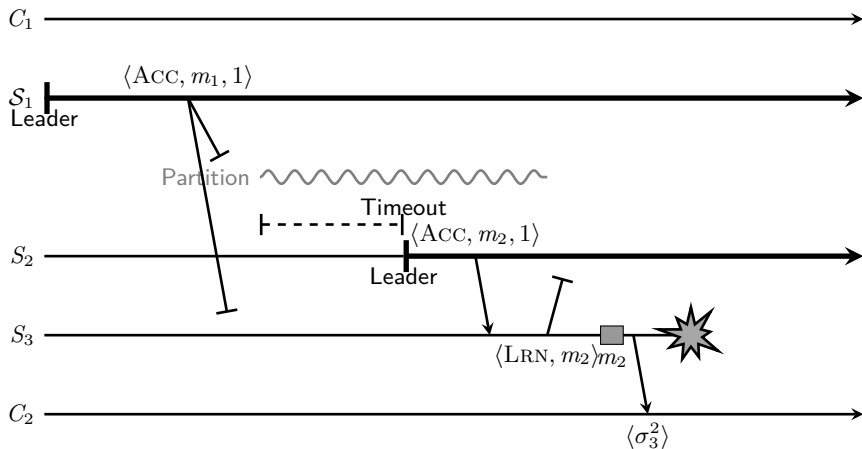 C₁
⟨Acc, m₁, 1⟩
𝒮₁
Leader
Partition
Timeout
⟨Acc, m₂, 1⟩
S₂
Leader
S₃
⟨Lrn, m₂⟩ m₂
C₂
⟨σ₃²⟩